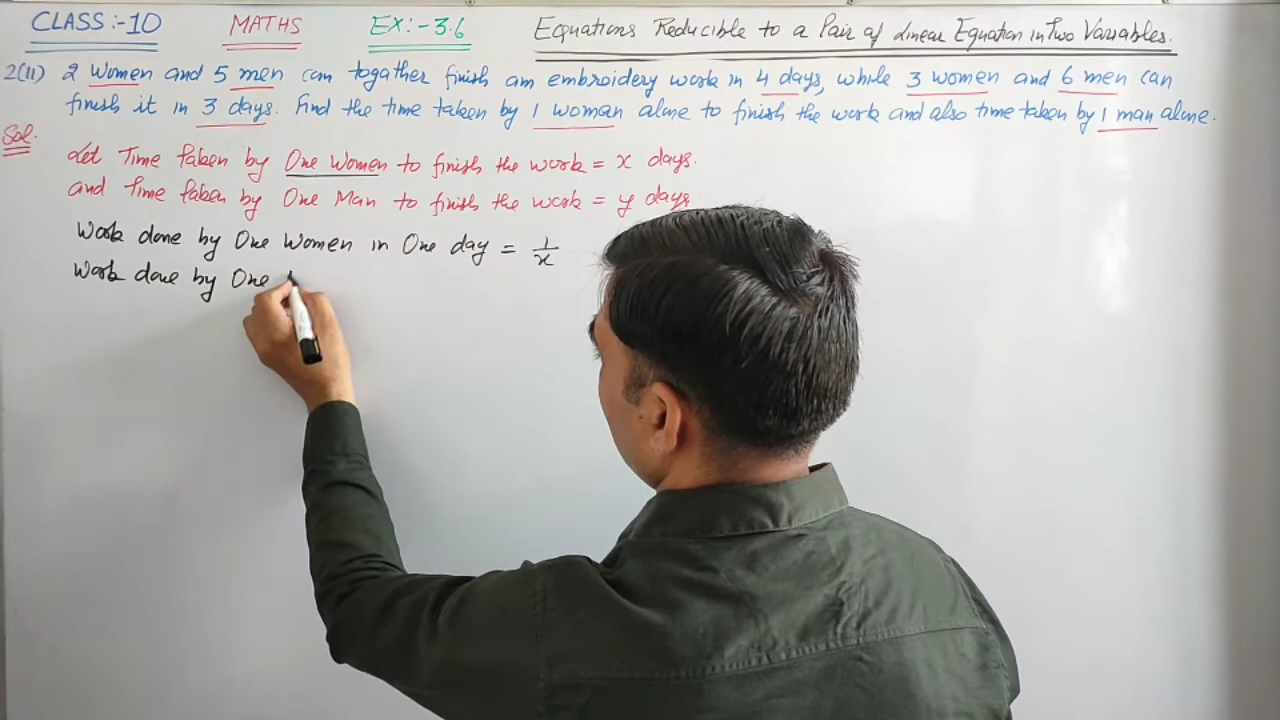 CLASS:-10 MATHS EX:-3.6 Equations Reducible to a Pair of Linear Equation in Two Variables.
2(II) 2 women and 5 men can togather finish an embroidery work in 4 days, while 3 women and 6 men can
finish it in 3 days. Find the time taken by 1 woman alone to finish the work and also time taken by 1 man alone.
Sol.
Let Time taken by One Women to finish the work = x days.
and time taken by One Man to finish the work = y days
Work done by One Women in One day = 1/x
Work done by One